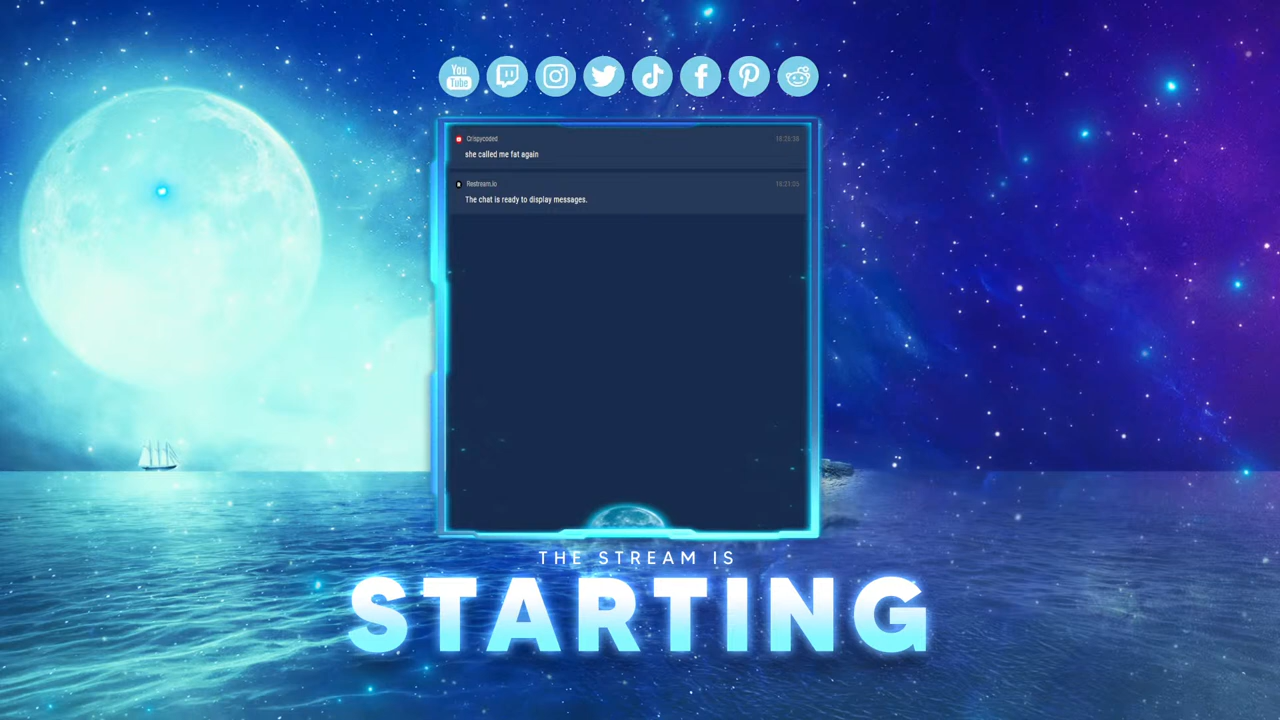 You
Tube
Crispycoded
she called me fat again
Restream.io
The chat is ready to display messages.
THE STREAM IS
STARTING